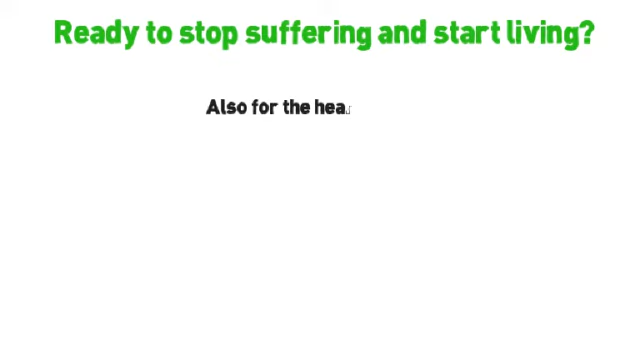 Ready to stop suffering and start living?
Also for the hea